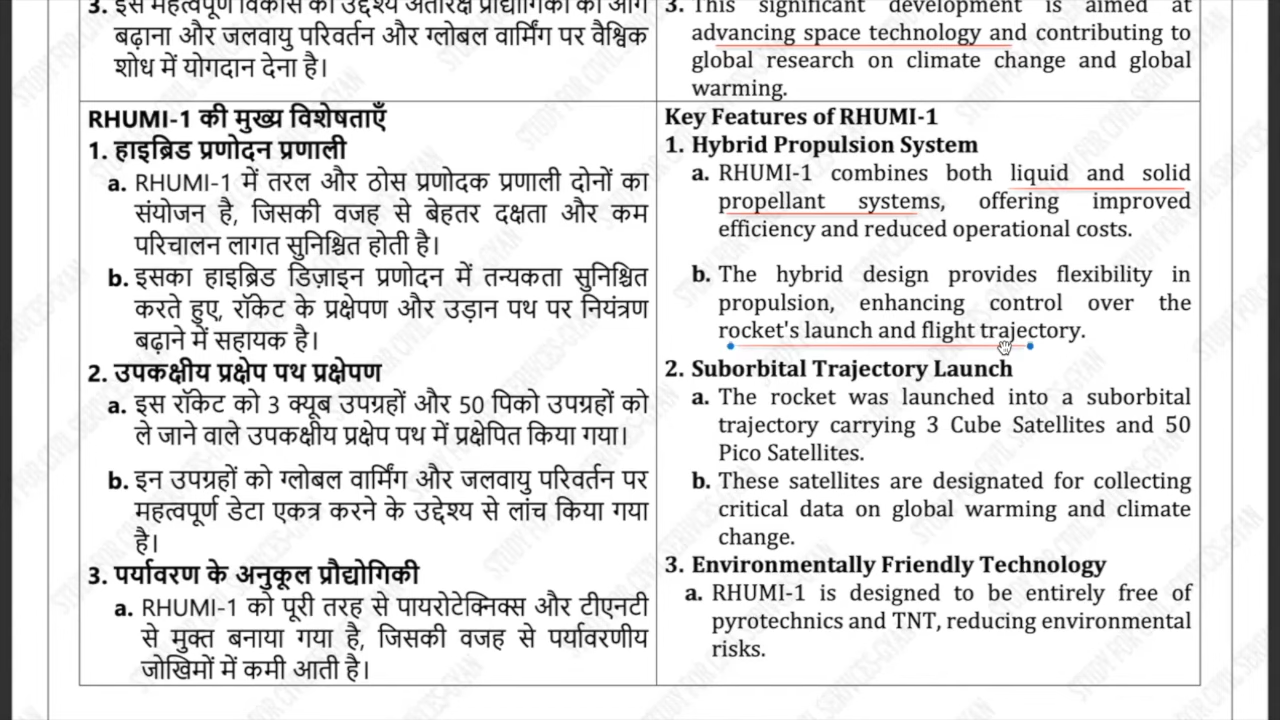 3. इस महत्वपूर्ण विकास का उद्देश्य अंतरिक्ष प्रौद्योगिकी को आगे
बढ़ाना और जलवायु परिवर्तन और ग्लोबल वार्मिंग पर वैश्विक
शोध में योगदान देना है।
RHUMI-1 की मुख्य विशेषताएँ
1. हाइब्रिड प्रणोदन प्रणाली
a. RHUMI-1 में तरल और ठोस प्रणोदक प्रणाली दोनों का
संयोजन है, जिसकी वजह से बेहतर दक्षता और कम
परिचालन लागत सुनिश्चित होती है।
b. इसका हाइब्रिड डिज़ाइन प्रणोदन में तन्यकता सुनिश्चित
करते हुए, रॉकेट के प्रक्षेपण और उड़ान पथ पर नियंत्रण
बढ़ाने में सहायक है।
2. उपकक्षीय प्रक्षेप पथ प्रक्षेपण
a. इस रॉकेट को 3 क्यूब उपग्रहों और 50 पिको उपग्रहों को
ले जाने वाले उपकक्षीय प्रक्षेप पथ में प्रक्षेपित किया गया।
b. इन उपग्रहों को ग्लोबल वार्मिंग और जलवायु परिवर्तन पर
महत्वपूर्ण डेटा एकत्र करने के उद्देश्य से लांच किया गया
है।
3. पर्यावरण के अनुकूल प्रौद्योगिकी
a. RHUMI-1 को पूरी तरह से पायरोटेक्निक्स और टीएनटी
से मुक्त बनाया गया है, जिसकी वजह से पर्यावरणीय
जोखिमों में कमी आती है।
3. This significant development is aimed at
advancing space technology and contributing to
global research on climate change and global
warming.
Key Features of RHUMI-1
1. Hybrid Propulsion System
a. RHUMI-1 combines both liquid and solid
propellant systems, offering improved
efficiency and reduced operational costs.
b. The hybrid design provides flexibility in
propulsion, enhancing control over the
rocket's launch and flight trajectory.
2. Suborbital Trajectory Launch
a. The rocket was launched into a suborbital
trajectory carrying 3 Cube Satellites and 50
Pico Satellites.
b. These satellites are designated for collecting
critical data on global warming and climate
change.
3. Environmentally Friendly Technology
a. RHUMI-1 is designed to be entirely free of
pyrotechnics and TNT, reducing environmental
risks.